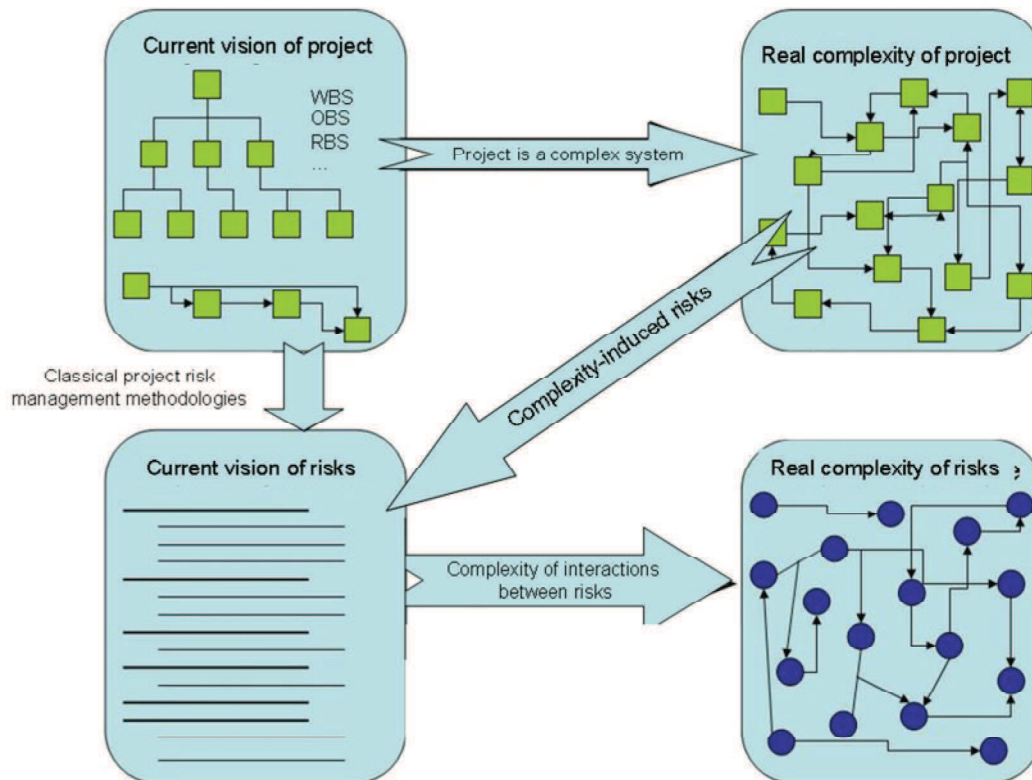 Current vision of project
WBS
OBS
RBS
...
Project is a complex system
Real complexity of project
Complexity-induced risks
Classical project risk
management methodologies
Current vision of risks
Complexity of interactions
between risks
Real complexity of risks